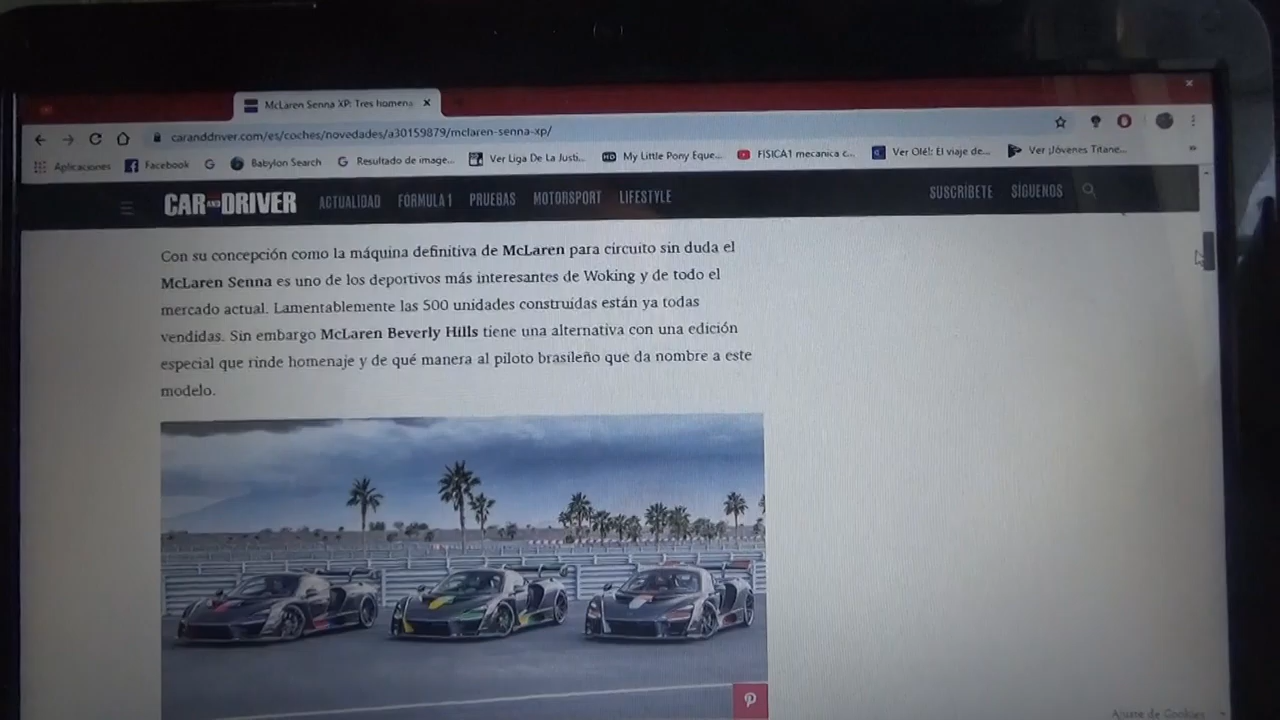 McLaren Senna XP: Tres homena
caranddriver.com/es/coches/novedades/a30159879/mclaren-senna-xp/
Aplicaciones Facebook Babylon Search Resultado de image... Ver Liga De La Justi... My Little Pony Eque... FISICA1 mecanica c... Ver Olé!: El viaje de... Ver ¡Jóvenes Titane...
CAR AND DRIVER ACTUALIDAD FÓRMULA 1 PRUEBAS MOTORSPORT LIFESTYLE SUSCRÍBETE SÍGUENOS
Con su concepción como la máquina definitiva de McLaren para circuito sin duda el
McLaren Senna es uno de los deportivos más interesantes de Woking y de todo el
mercado actual. Lamentablemente las 500 unidades construidas están ya todas
vendidas. Sin embargo McLaren Beverly Hills tiene una alternativa con una edición
especial que rinde homenaje y de qué manera al piloto brasileño que da nombre a este
modelo.
Ajuste de Cookies